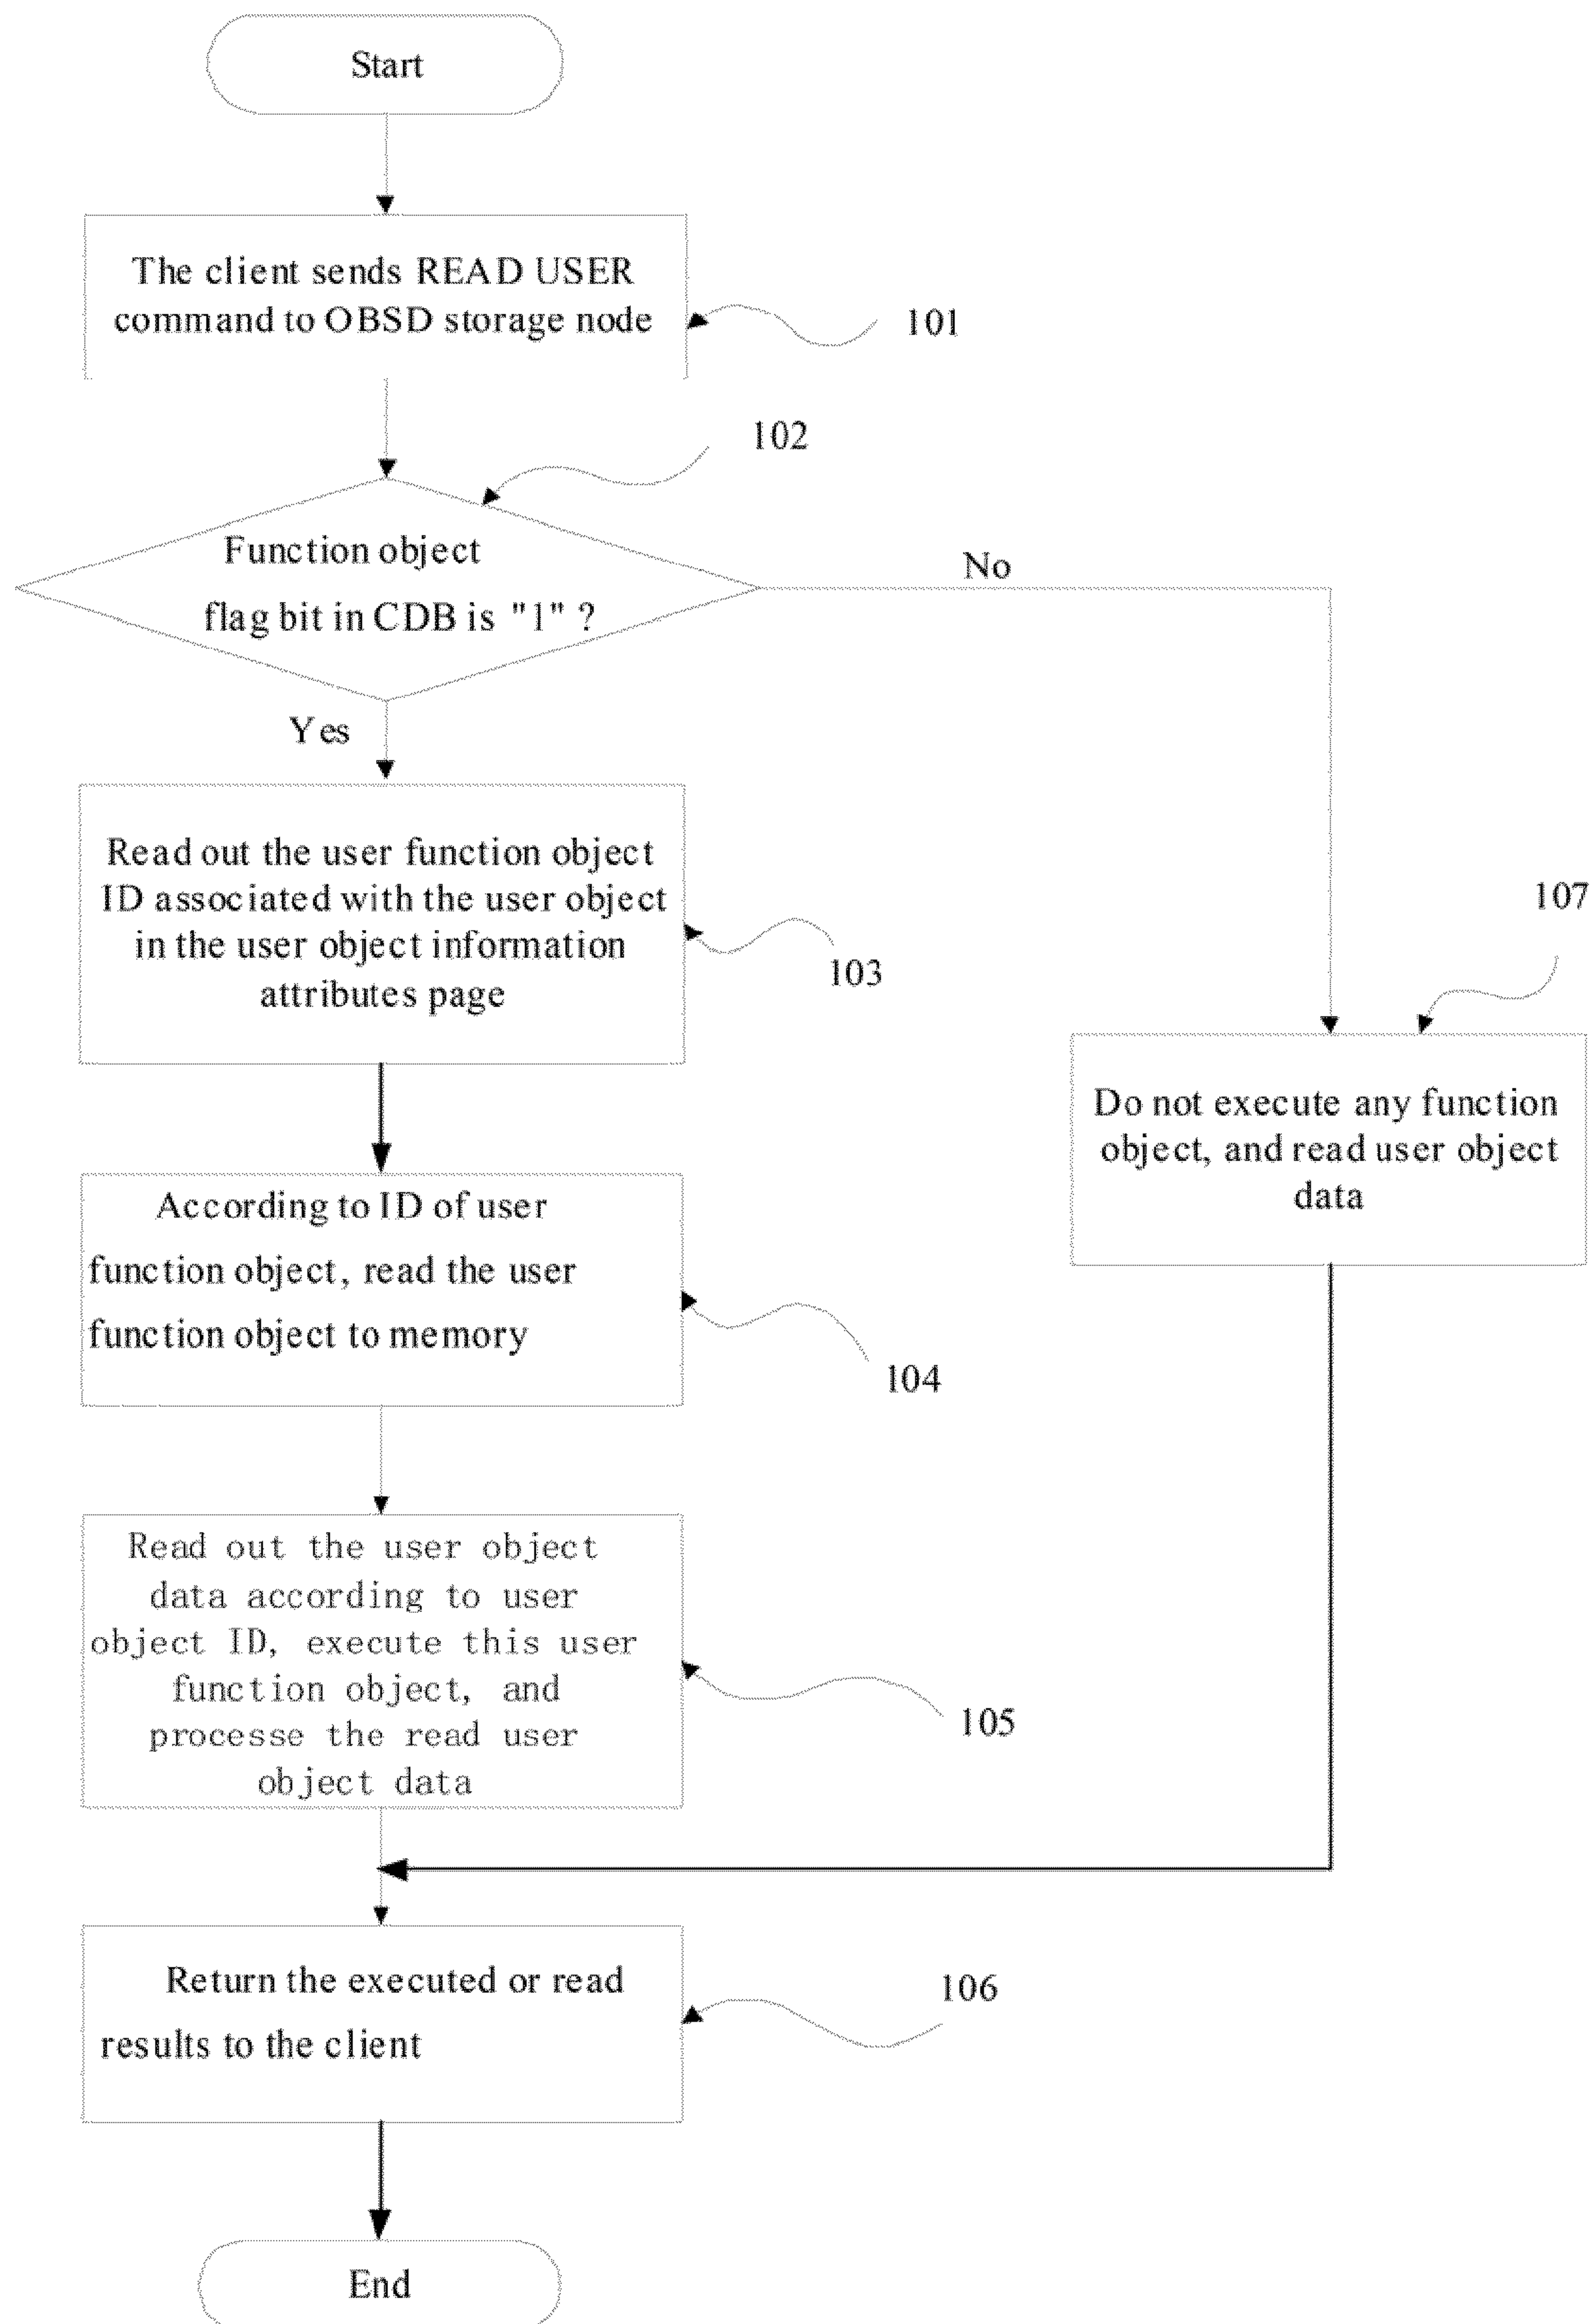 Start
The client sends READ USER
command to OBSD storage node
101
102
Function object
flag bit in CDB is "1" ?
No
Yes
Read out the user function object
ID associated with the user object
in the user object information
attributes page
103
107
Do not execute any function
object, and read user object
data
According to ID of user
function object, read the user
function object to memory
104
Read out the user object
data according to user
object ID, execute this user
function object, and
processe the read user
object data
105
Return the executed or read
results to the client
106
End